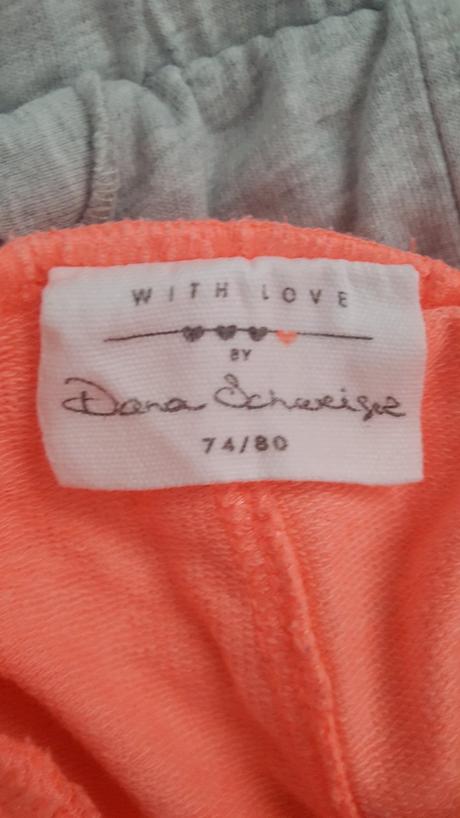 WITH LOVE
BY
Dana Schweiger
74/80